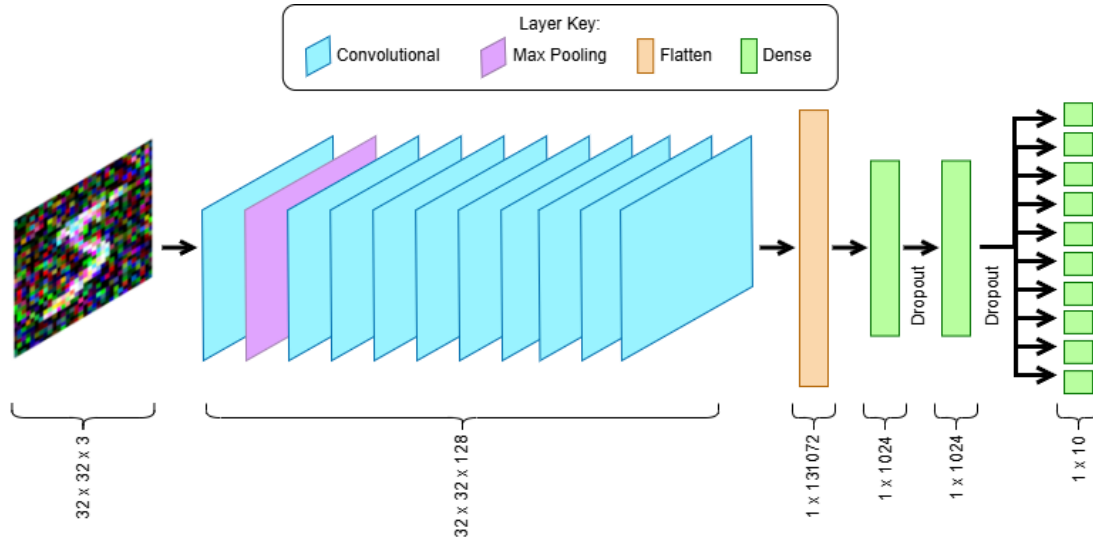 Layer Key:
Convolutional
Max Pooling
Flatten
Dense
Dropout
Dropout
32 x 32 x 3
32 x 32 x 128
1 x 131072
1 x 1024
1 x 1024
1 x 10